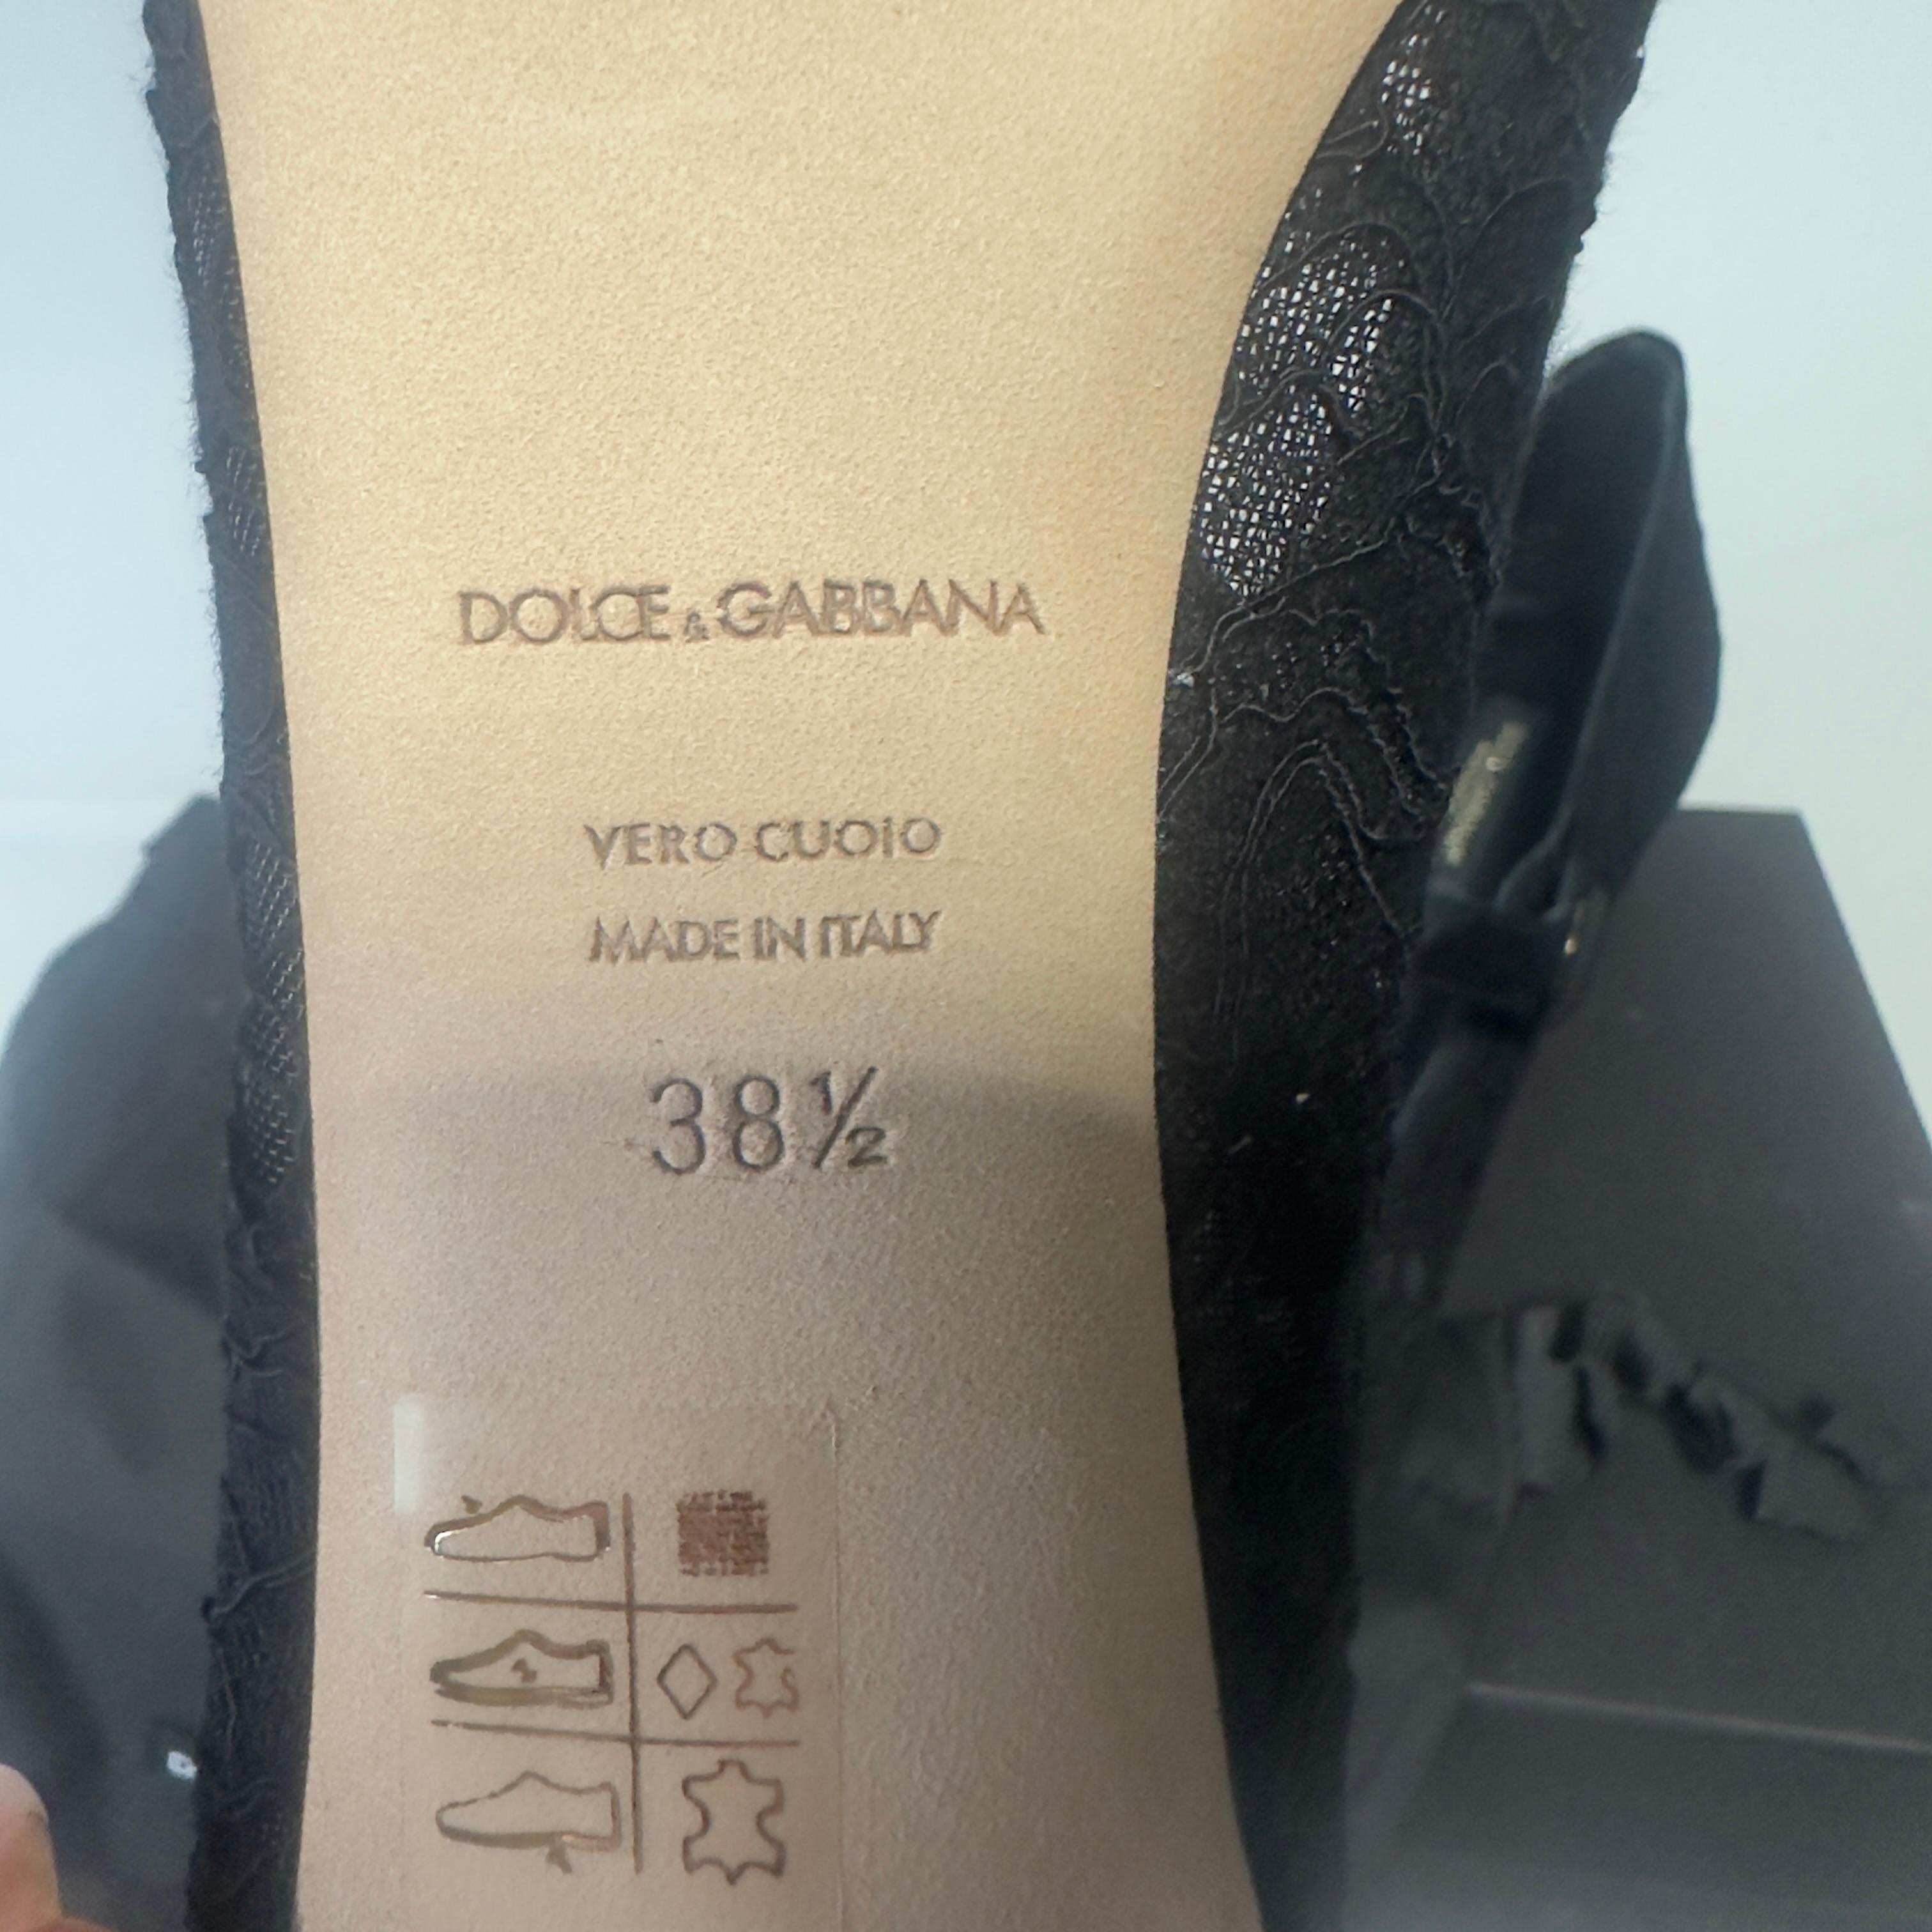 DOLCE & GABBANA
VERO CUOIO
MADE IN ITALY
38½